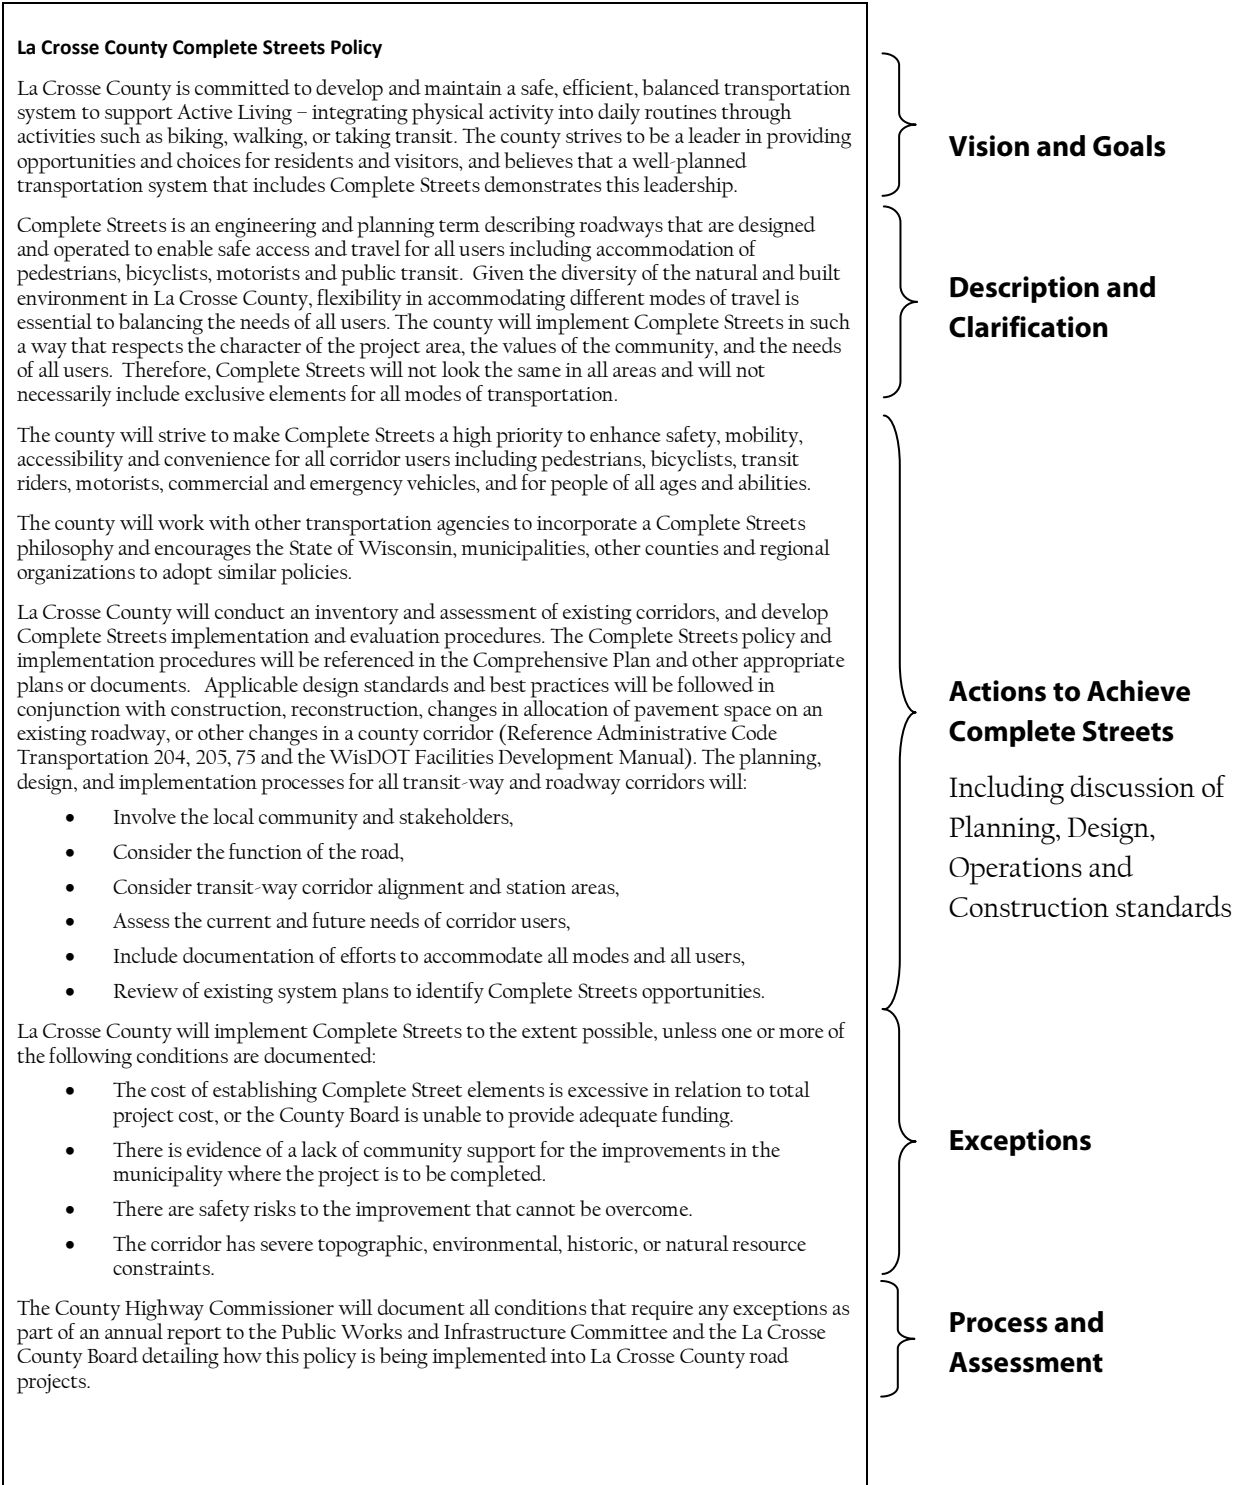 La Crosse County Complete Streets Policy
La Crosse County is committed to develop and maintain a safe, efficient, balanced transportation
system to support Active Living – integrating physical activity into daily routines through
activities such as biking, walking, or taking transit. The county strives to be a leader in providing
opportunities and choices for residents and visitors, and believes that a well-planned
transportation system that includes Complete Streets demonstrates this leadership.
Vision and Goals
Complete Streets is an engineering and planning term describing roadways that are designed
and operated to enable safe access and travel for all users including accommodation of
pedestrians, bicyclists, motorists and public transit. Given the diversity of the natural and built
environment in La Crosse County, flexibility in accommodating different modes of travel is
essential to balancing the needs of all users. The county will implement Complete Streets in such
a way that respects the character of the project area, the values of the community, and the needs
of all users. Therefore, Complete Streets will not look the same in all areas and will not
necessarily include exclusive elements for all modes of transportation.
Description and
Clarification
The county will strive to make Complete Streets a high priority to enhance safety, mobility,
accessibility and convenience for all corridor users including pedestrians, bicyclists, transit
riders, motorists, commercial and emergency vehicles, and for people of all ages and abilities.
The county will work with other transportation agencies to incorporate a Complete Streets
philosophy and encourages the State of Wisconsin, municipalities, other counties and regional
organizations to adopt similar policies.
La Crosse County will conduct an inventory and assessment of existing corridors, and develop
Complete Streets implementation and evaluation procedures. The Complete Streets policy and
implementation procedures will be referenced in the Comprehensive Plan and other appropriate
plans or documents. Applicable design standards and best practices will be followed in
conjunction with construction, reconstruction, changes in allocation of pavement space on an
existing roadway, or other changes in a county corridor (Reference Administrative Code
Transportation 204, 205, 75 and the WisDOT Facilities Development Manual). The planning,
design, and implementation processes for all transit-way and roadway corridors will:
• Involve the local community and stakeholders,
• Consider the function of the road,
• Consider transit-way corridor alignment and station areas,
• Assess the current and future needs of corridor users,
• Include documentation of efforts to accommodate all modes and all users,
• Review of existing system plans to identify Complete Streets opportunities.
Actions to Achieve
Complete Streets
Including discussion of
Planning, Design,
Operations and
Construction standards
La Crosse County will implement Complete Streets to the extent possible, unless one or more of
the following conditions are documented:
• The cost of establishing Complete Street elements is excessive in relation to total
project cost, or the County Board is unable to provide adequate funding.
• There is evidence of a lack of community support for the improvements in the
municipality where the project is to be completed.
• There are safety risks to the improvement that cannot be overcome.
• The corridor has severe topographic, environmental, historic, or natural resource
constraints.
Exceptions
The County Highway Commissioner will document all conditions that require any exceptions as
part of an annual report to the Public Works and Infrastructure Committee and the La Crosse
County Board detailing how this policy is being implemented into La Crosse County road
projects.
Process and
Assessment